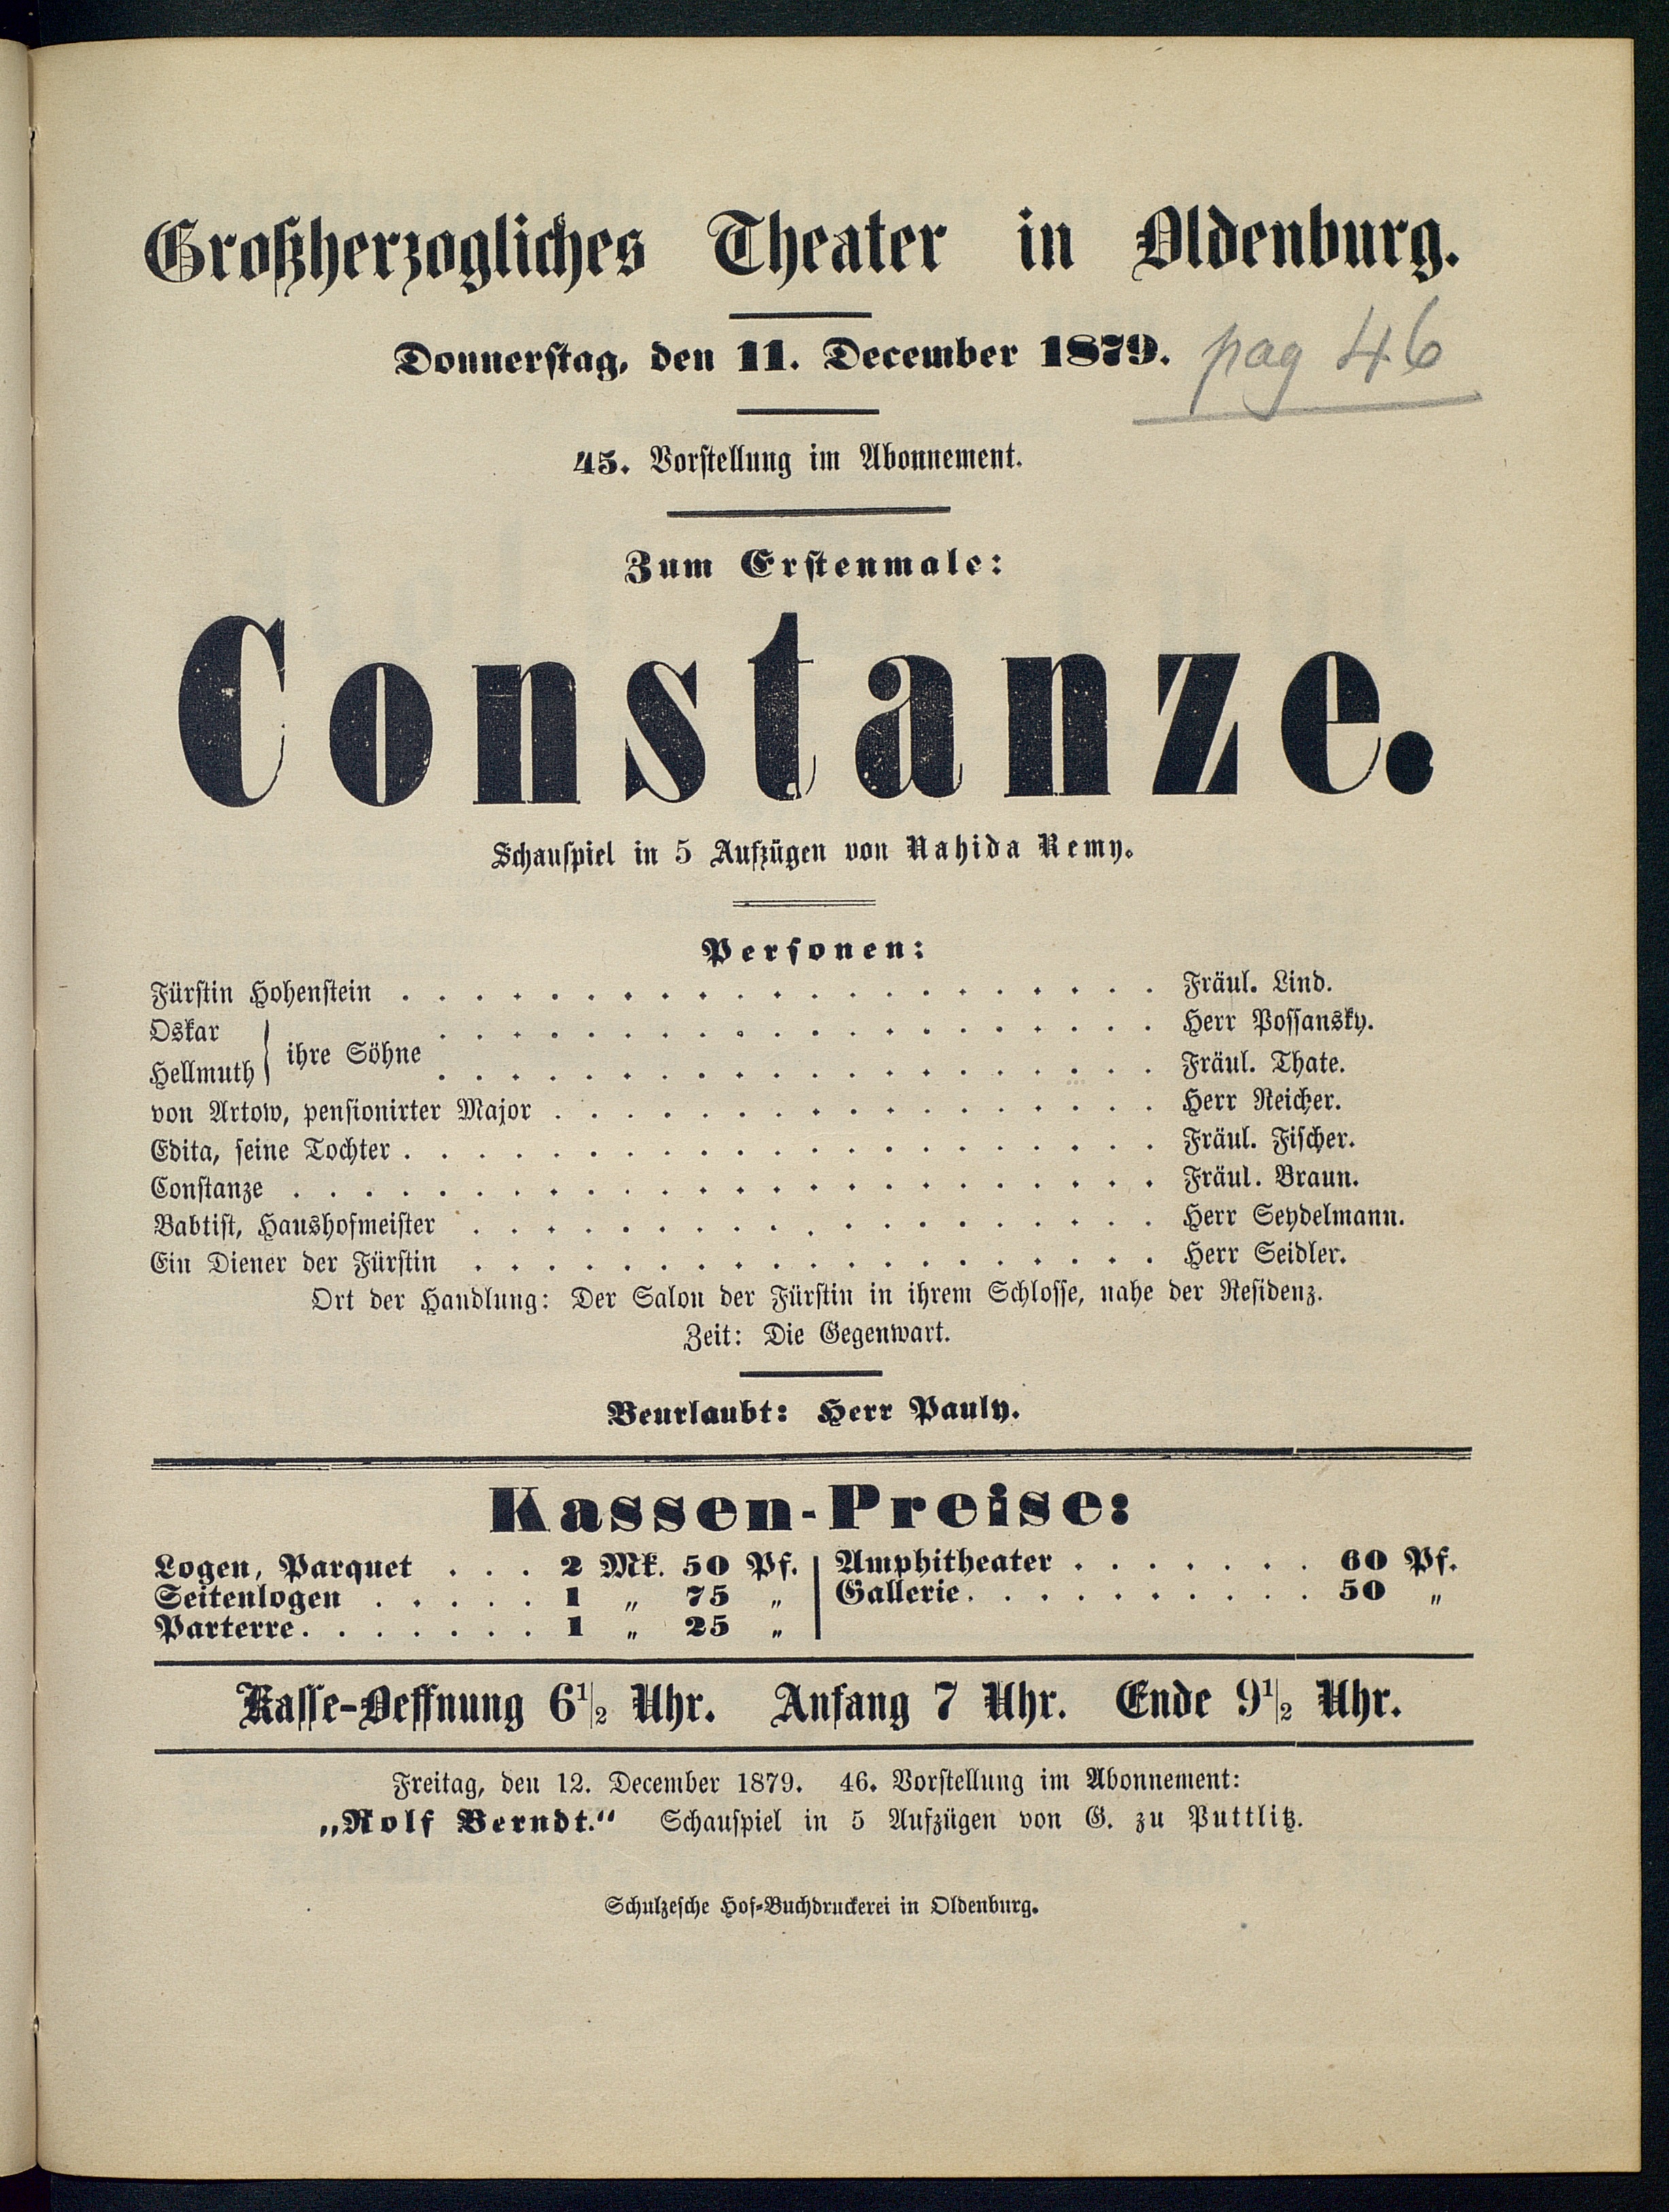 Großherzogliches Theater in Oldenburg.
Donnerstag, den 11. December 1879.
pag 46
45. Vorstellung im Abonnement.
Zum Erstenmale:
Constanze.
Schauspiel in 5 Aufzügen von Nahida Remy.
Personen:
Fürstin Hohenstein . . . . . . . . . . . . . . . . . . . . . Fräul. Lind.
Oskar } ihre Söhne . . . . . . . . . . . . . . . . . . . . Herr Possansky.
Hellmuth } . . . . . . . . . . . . . . . . . . . . Fräul. Thate.
von Artow, pensionirter Major . . . . . . . . . . . . . . . . . Herr Reicher.
Edita, seine Tochter . . . . . . . . . . . . . . . . . . . . . Fräul. Fischer.
Constanze . . . . . . . . . . . . . . . . . . . . . . . . Fräul. Braun.
Babtist, Haushofmeister . . . . . . . . . . . . . . . . . . . Herr Seydelmann.
Ein Diener der Fürstin . . . . . . . . . . . . . . . . . . . Herr Seidler.
Ort der Handlung: Der Salon der Fürstin in ihrem Schlosse, nahe der Residenz.
Zeit: Die Gegenwart.
Beurlaubt: Herr Pauly.
Kassen-Preise:
Logen, Parquet . . . 2 Mk. 50 Pf. | Amphitheater . . . . . . . 60 Pf.
Seitenlogen . . . . . 1 „ 75 „ | Gallerie. . . . . . . . . . 50 „
Parterre. . . . . . . 1 „ 25 „
Kasse-Oeffnung 6½ Uhr. Anfang 7 Uhr. Ende 9½ Uhr.
Freitag, den 12. December 1879. 46. Vorstellung im Abonnement:
„Rolf Berndt.“ Schauspiel in 5 Aufzügen von G. zu Puttlitz.
Schulzesche Hof-Buchdruckerei in Oldenburg.